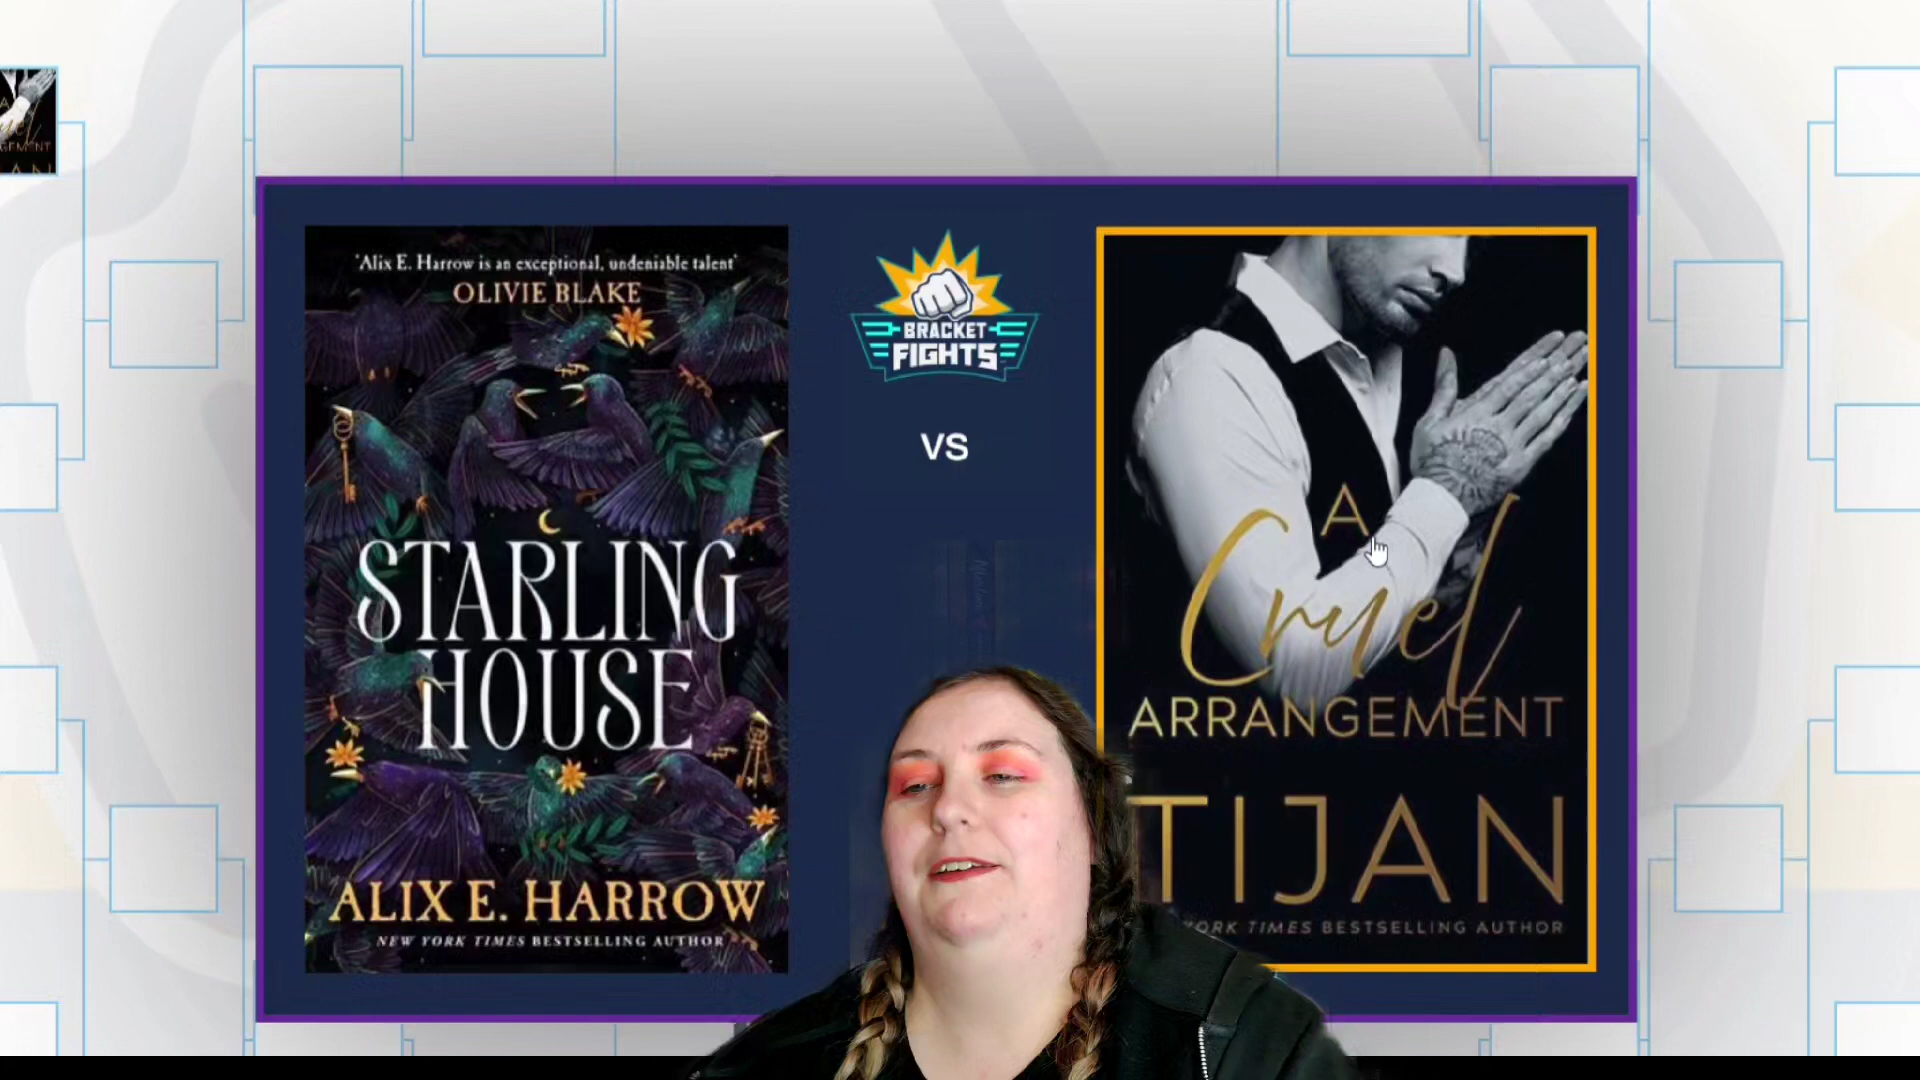 A
GEMENT
'Alix E. Harrow is an exceptional, undeniable talent'
OLIVIE BLAKE
STARLING
HOUSE
ALIX E. HARROW
NEW YORK TIMES BESTSELLING AUTHOR
BRACKET
FIGHTS
VS
A
Cruel
ARRANGEMENT
TIJAN
YORK TIMES BESTSELLING AUTHOR